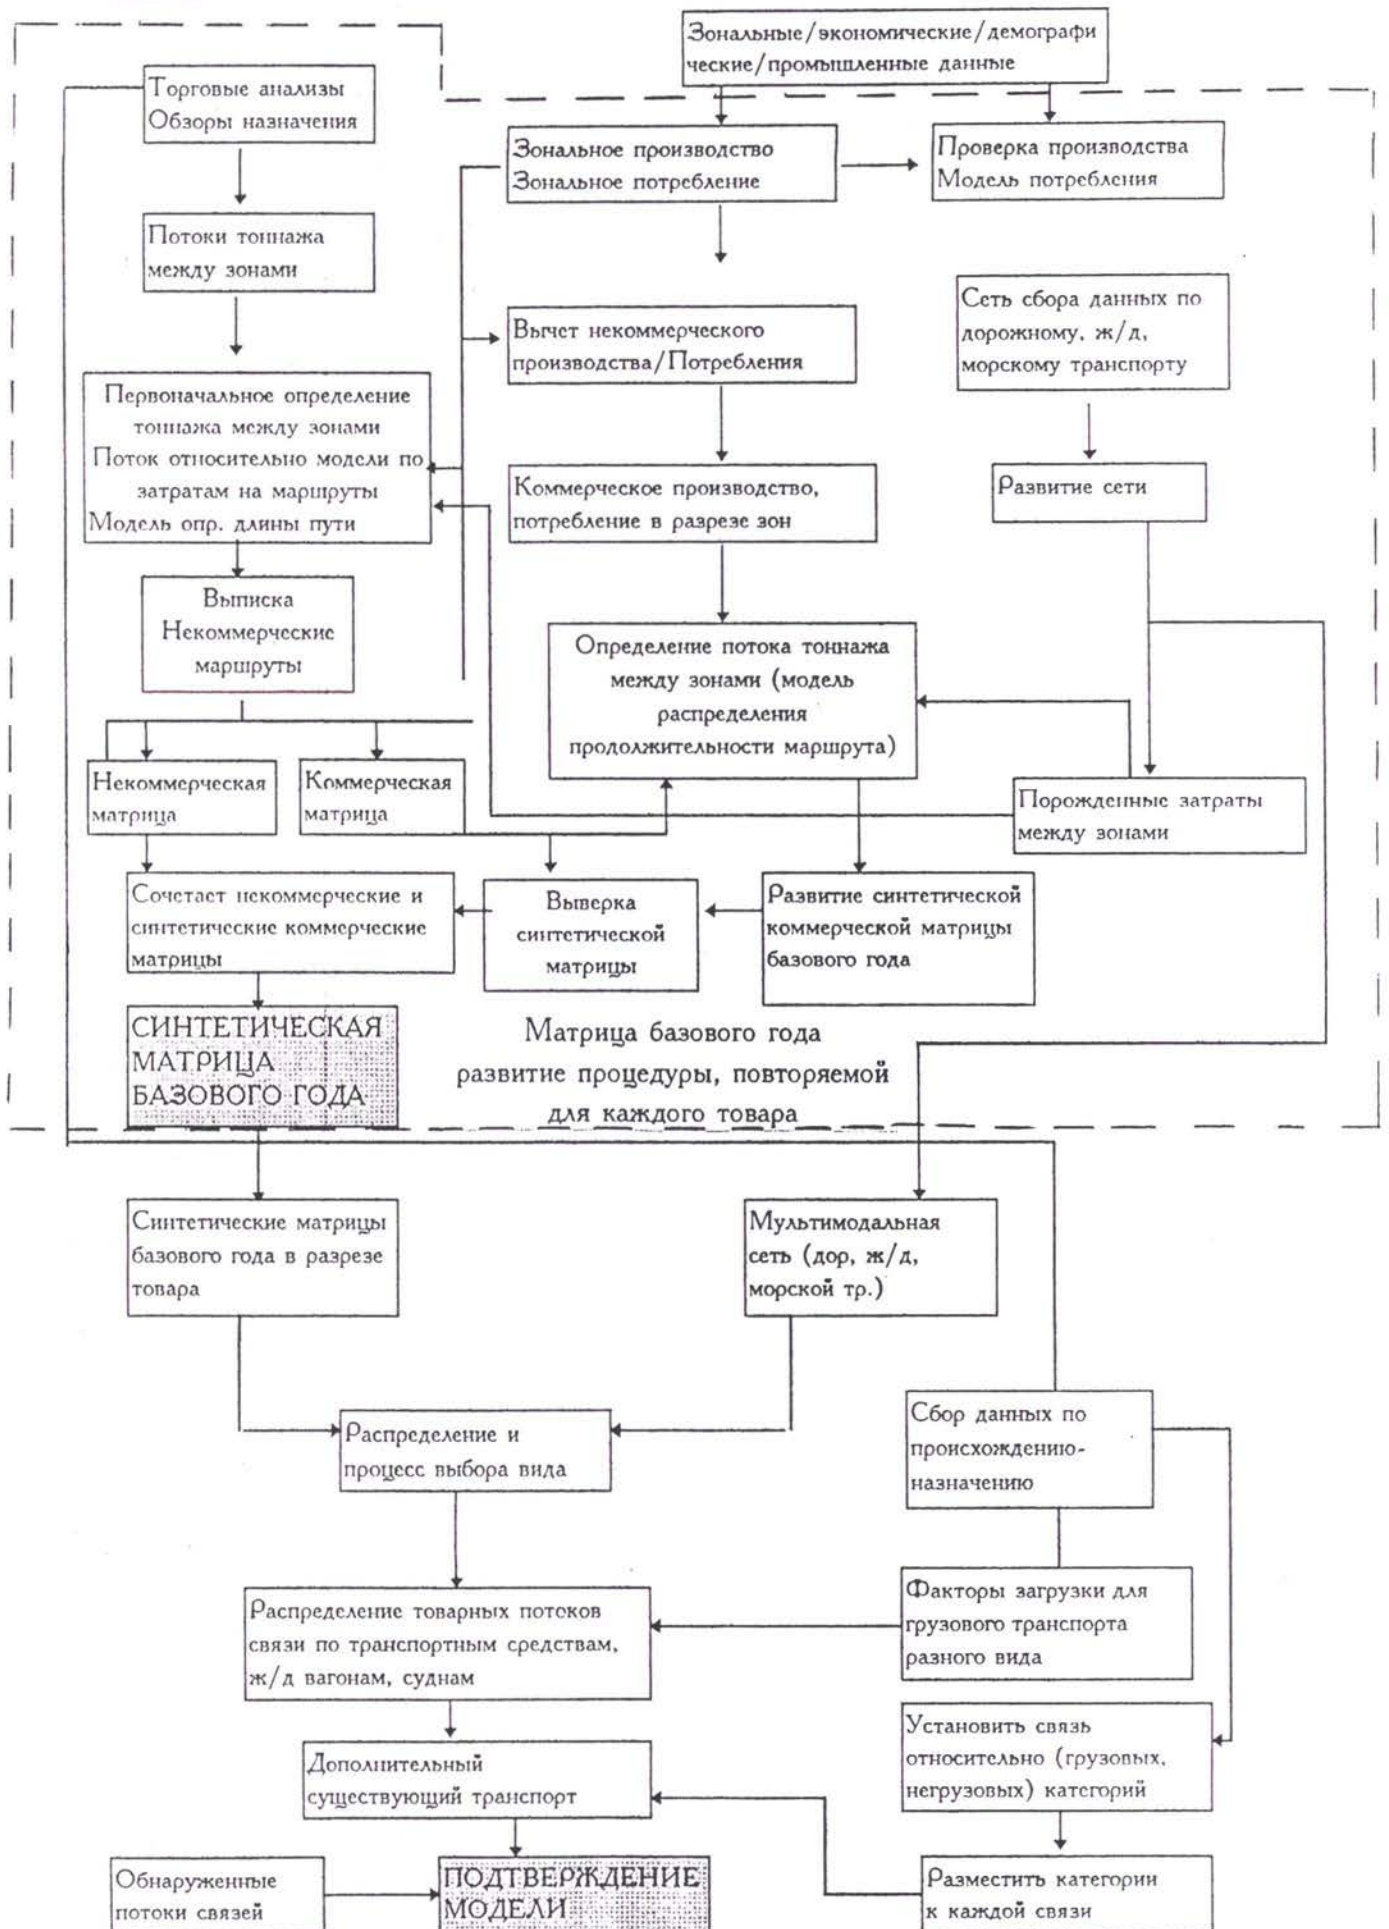 Зональные/экономические/демографи
ческие/промышленные данные
Торговые анализы
Обзоры назначения
Зональное производство
Зональное потребление
Проверка производства
Модель потребления
Потоки тоннажа
между зонами
Сеть сбора данных по
дорожному, ж/д,
морскому транспорту
Вычет некоммерческого
производства/Потребления
Первоначальное определение
тоннажа между зонами
Поток относительно модели по
затратам на маршруты
Модель опр. длины пути
Коммерческое производство,
потребление в разрезе зон
Развитие сети
Выписка
Некоммерческие
маршруты
Определение потока тоннажа
между зонами (модель
распределения
продолжительности маршрута)
Некоммерческая
матрица
Коммерческая
матрица
Порожденные затраты
между зонами
Сочетает некоммерческие и
синтетические коммерческие
матрицы
Выверка
синтетической
матрицы
Развитие синтетической
коммерческой матрицы
базового года
СИНТЕТИЧЕСКАЯ
МАТРИЦА
БАЗОВОГО ГОДА
Матрица базового года
развитие процедуры, повторяемой
для каждого товара
Синтетические матрицы
базового года в разрезе
товара
Мультимодальная
сеть (дор, ж/д,
морской тр.)
Распределение и
процесс выбора вида
Сбор данных по
происхождению-
назначению
Распределение товарных потоков
связи по транспортным средствам,
ж/д вагонам, суднам
Факторы загрузки для
грузового транспорта
разного вида
Дополнительный
существующий транспорт
Установить связь
относительно (грузовых,
негрузовых) категорий
Обнаруженные
потоки связей
ПОДТВЕРЖДЕНИЕ
МОДЕЛИ
Разместить категории
к каждой связи